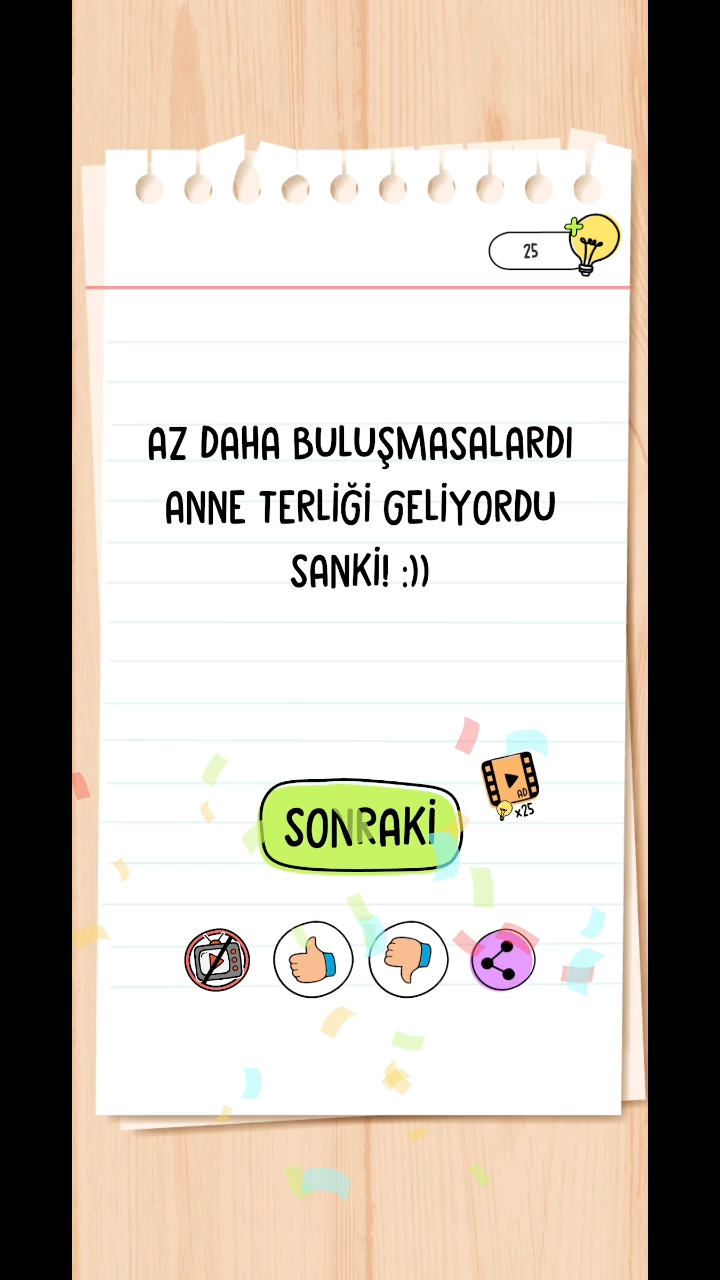 25
AZ DAHA BULUŞMASALARDI
ANNE TERLİĞİ GELİYORDU
SANKİ! :))
AD
x25
SONRAKİ